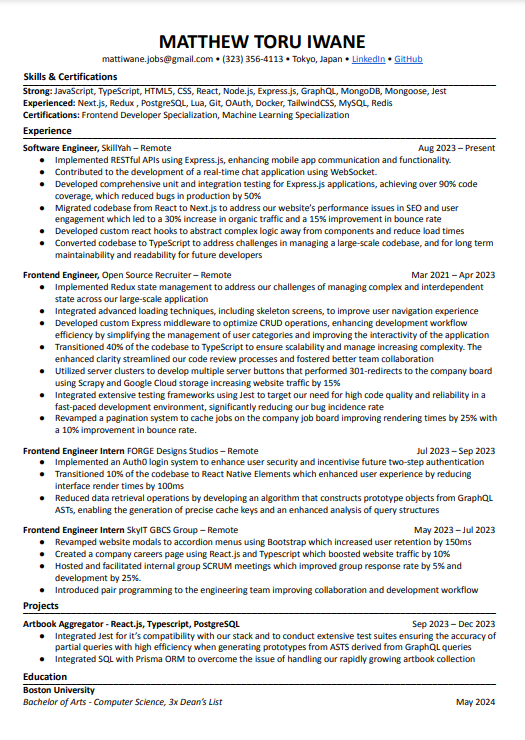 MATTHEW TORU IWANE
mattiwane.jobs@gmail.com • (323) 356-4113 • Tokyo, Japan • LinkedIn • GitHub
Skills & Certifications
Strong: JavaScript, TypeScript, HTML5, CSS, React, Node.js, Express.js, GraphQL, MongoDB, Mongoose, Jest
Experienced: Next.js, Redux , PostgreSQL, Lua, Git, OAuth, Docker, TailwindCSS, MySQL, Redis
Certifications: Frontend Developer Specialization, Machine Learning Specialization
Experience
Software Engineer, SkillYah – Remote Aug 2023 – Present
● Implemented RESTful APIs using Express.js, enhancing mobile app communication and functionality.
● Contributed to the development of a real-time chat application using WebSocket.
● Developed comprehensive unit and integration testing for Express.js applications, achieving over 90% code
coverage, which reduced bugs in production by 50%
● Migrated codebase from React to Next.js to address our website's performance issues in SEO and user
engagement which led to a 30% increase in organic traffic and a 15% improvement in bounce rate
● Developed custom react hooks to abstract complex logic away from components and reduce load times
● Converted codebase to TypeScript to address challenges in managing a large-scale codebase, and for long term
maintainability and readability for future developers
Frontend Engineer, Open Source Recruiter – Remote Mar 2021 – Apr 2023
● Implemented Redux state management to address our challenges of managing complex and interdependent
state across our large-scale application
● Integrated advanced loading techniques, including skeleton screens, to improve user navigation experience
● Developed custom Express middleware to optimize CRUD operations, enhancing development workflow
efficiency by simplifying the management of user categories and improving the interactivity of the application
● Transitioned 40% of the codebase to TypeScript to ensure scalability and manage increasing complexity. The
enhanced clarity streamlined our code review processes and fostered better team collaboration
● Utilized server clusters to develop multiple server buttons that performed 301-redirects to the company board
using Scrapy and Google Cloud storage increasing website traffic by 15%
● Integrated extensive testing frameworks using Jest to target our need for high code quality and reliability in a
fast-paced development environment, significantly reducing our bug incidence rate
● Revamped a pagination system to cache jobs on the company job board improving rendering times by 25% with
a 10% improvement in bounce rate.
Frontend Engineer Intern FORGE Designs Studios – Remote Jul 2023 – Sep 2023
● Implemented an Auth0 login system to enhance user security and incentivise future two-step authentication
● Transitioned 10% of the codebase to React Native Elements which enhanced user experience by reducing
interface render times by 100ms
● Reduced data retrieval operations by developing an algorithm that constructs prototype objects from GraphQL
ASTs, enabling the generation of precise cache keys and an enhanced analysis of query structures
Frontend Engineer Intern SkyIT GBCS Group – Remote May 2023 – Jul 2023
● Revamped website modals to accordion menus using Bootstrap which increased user retention by 150ms
● Created a company careers page using React.js and Typescript which boosted website traffic by 10%
● Hosted and facilitated internal group SCRUM meetings which improved group response rate by 5% and
development by 25%.
● Introduced pair programming to the engineering team improving collaboration and development workflow
Projects
Artbook Aggregator - React.js, Typescript, PostgreSQL Sep 2023 – Dec 2023
● Integrated Jest for it's compatibility with our stack and to conduct extensive test suites ensuring the accuracy of
partial queries with high efficiency when generating prototypes from ASTS derived from GraphQL queries
● Integrated SQL with Prisma ORM to overcome the issue of handling our rapidly growing artbook collection
Education
Boston University
Bachelor of Arts - Computer Science, 3x Dean's List May 2024